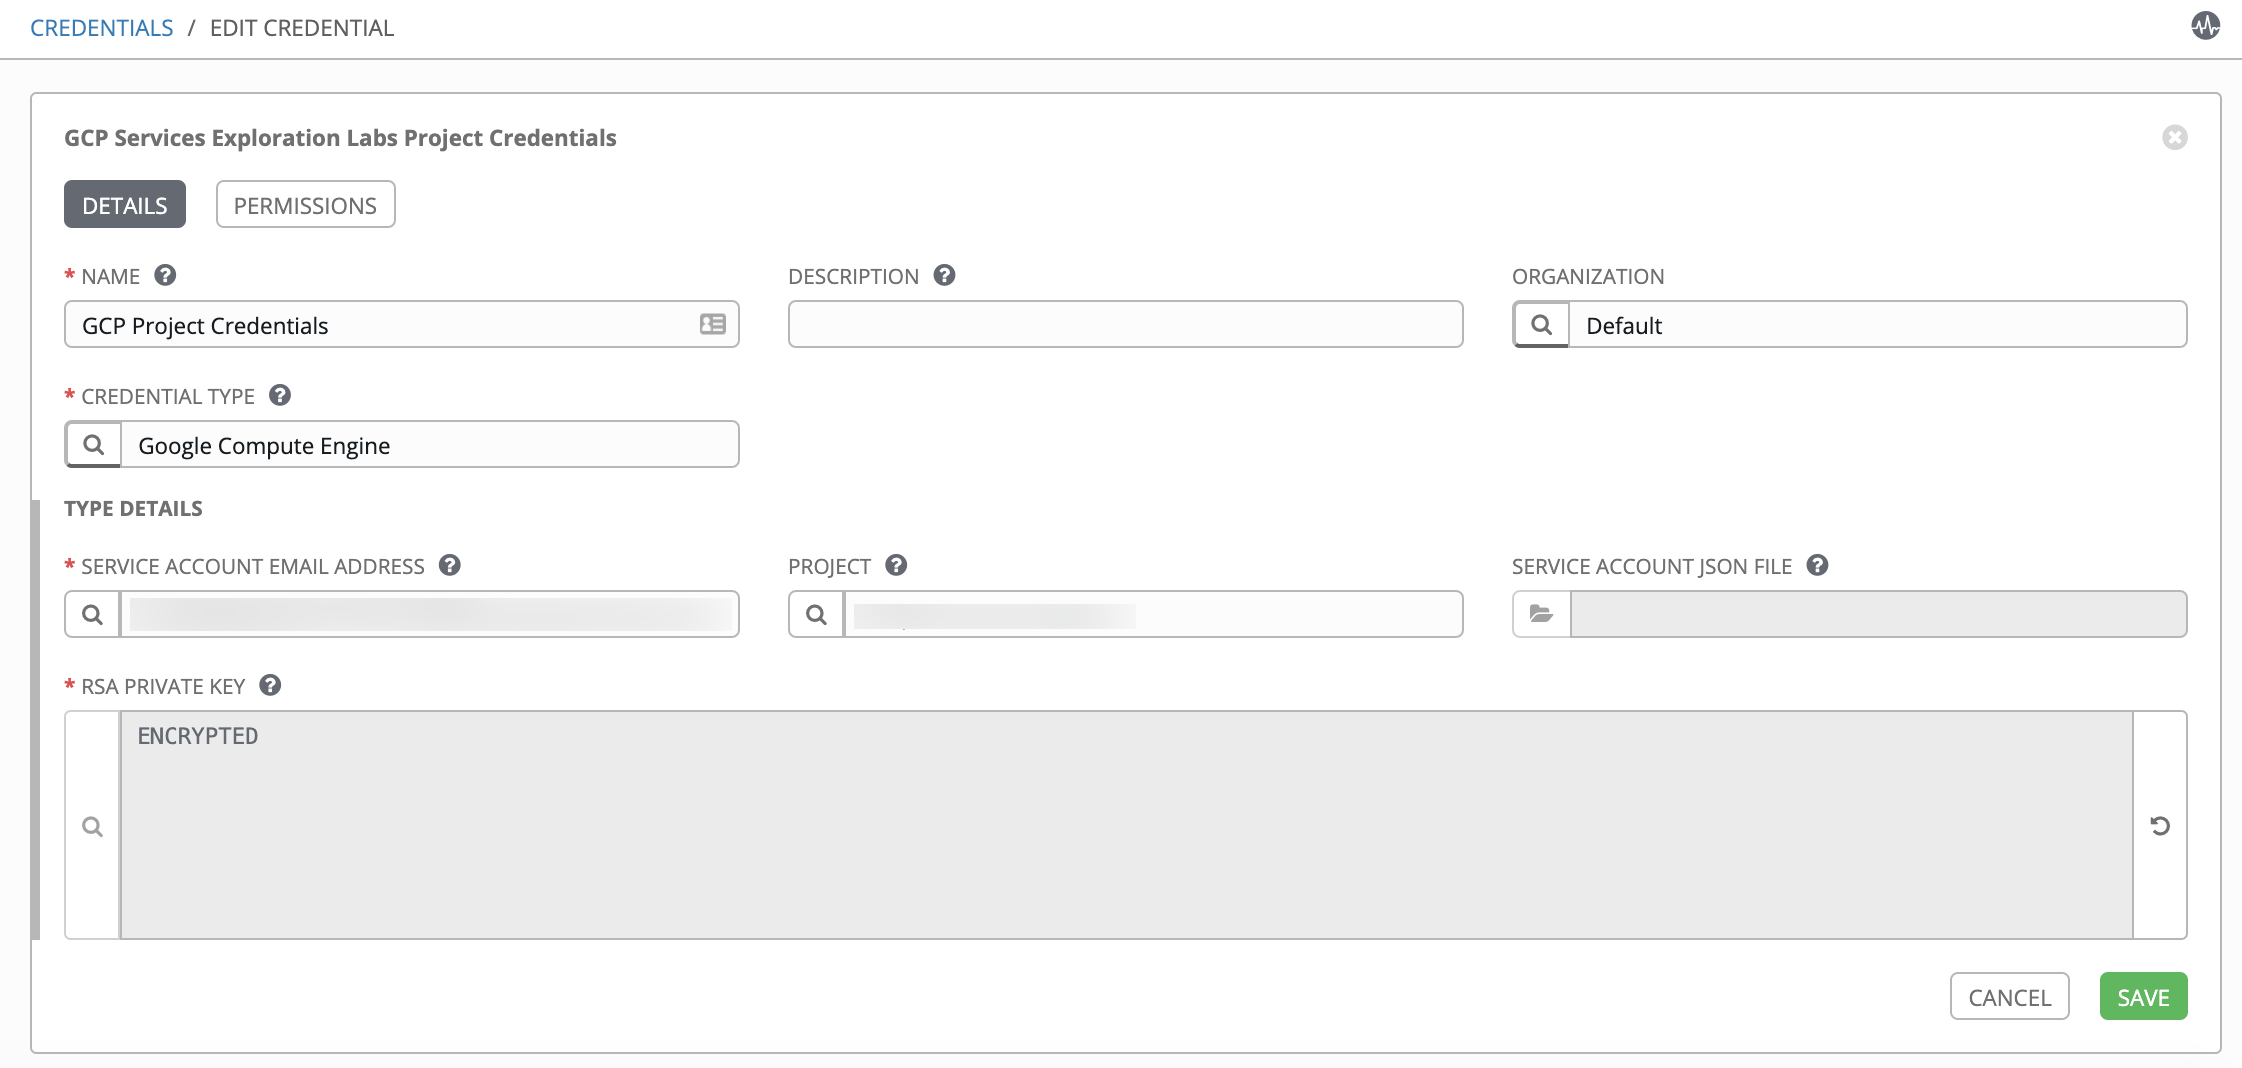 CREDENTIALS / EDIT CREDENTIAL
GCP Services Exploration Labs Project Credentials
DETAILS PERMISSIONS
* NAME ? DESCRIPTION ? ORGANIZATION
GCP Project Credentials Default
* CREDENTIAL TYPE ?
Google Compute Engine
TYPE DETAILS
* SERVICE ACCOUNT EMAIL ADDRESS ? PROJECT ? SERVICE ACCOUNT JSON FILE ?
* RSA PRIVATE KEY ?
ENCRYPTED
CANCEL SAVE